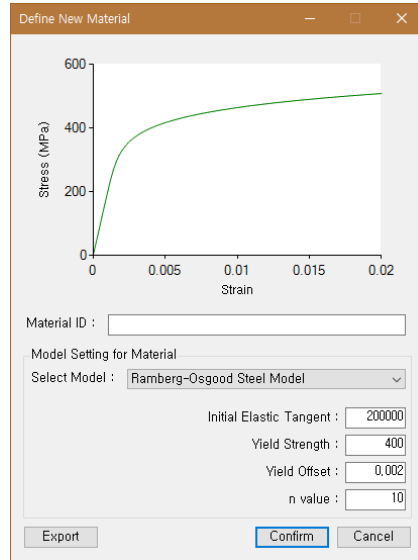 Define New Material
600
400
200
0
Stress (MPa)
0 0.005 0.01 0.015 0.02
Strain
Material ID :
Model Setting for Material
Select Model : Ramberg-Osgood Steel Model
Initial Elastic Tangent : 200000
Yield Strength : 400
Yield Offset : 0.002
n value : 10
Export Confirm Cancel